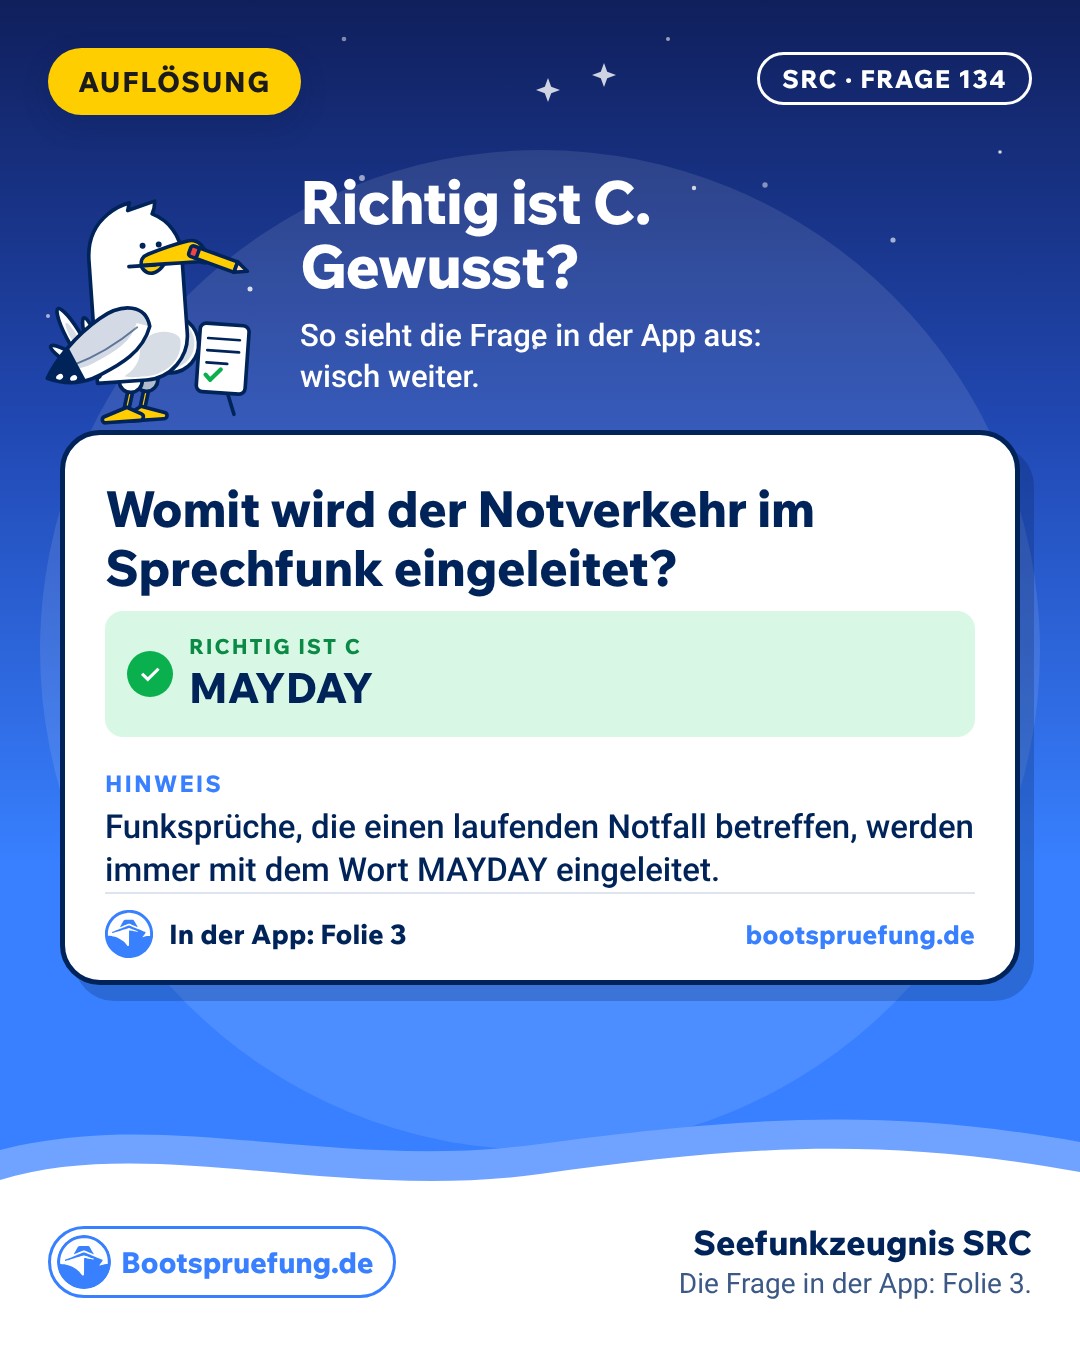 AUFLÖSUNG
SRC · FRAGE 134
Richtig ist C.
Gewusst?
So sieht die Frage in der App aus:
wisch weiter.
Womit wird der Notverkehr im
Sprechfunk eingeleitet?
RICHTIG IST C
MAYDAY
HINWEIS
Funksprüche, die einen laufenden Notfall betreffen, werden
immer mit dem Wort MAYDAY eingeleitet.
In der App: Folie 3
bootspruefung.de
Bootspruefung.de
Seefunkzeugnis SRC
Die Frage in der App: Folie 3.